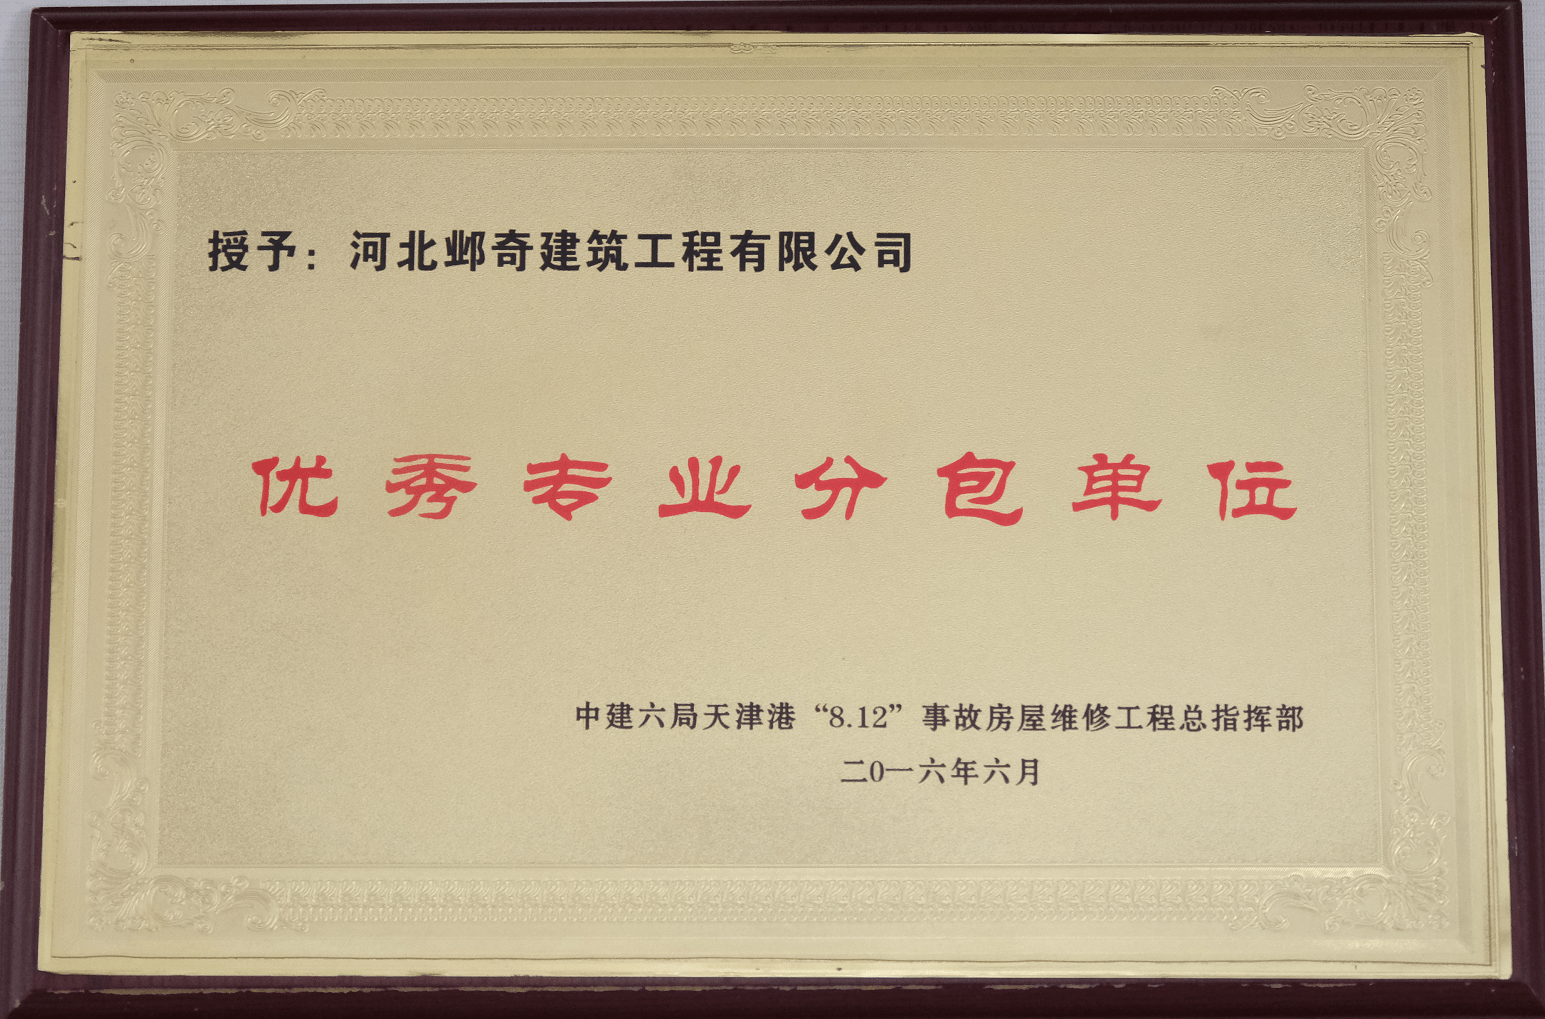 授予：河北邺奇建筑工程有限公司
优秀专业分包单位
中建六局天津港“8.12”事故房屋维修工程总指挥部
二0一六年六月